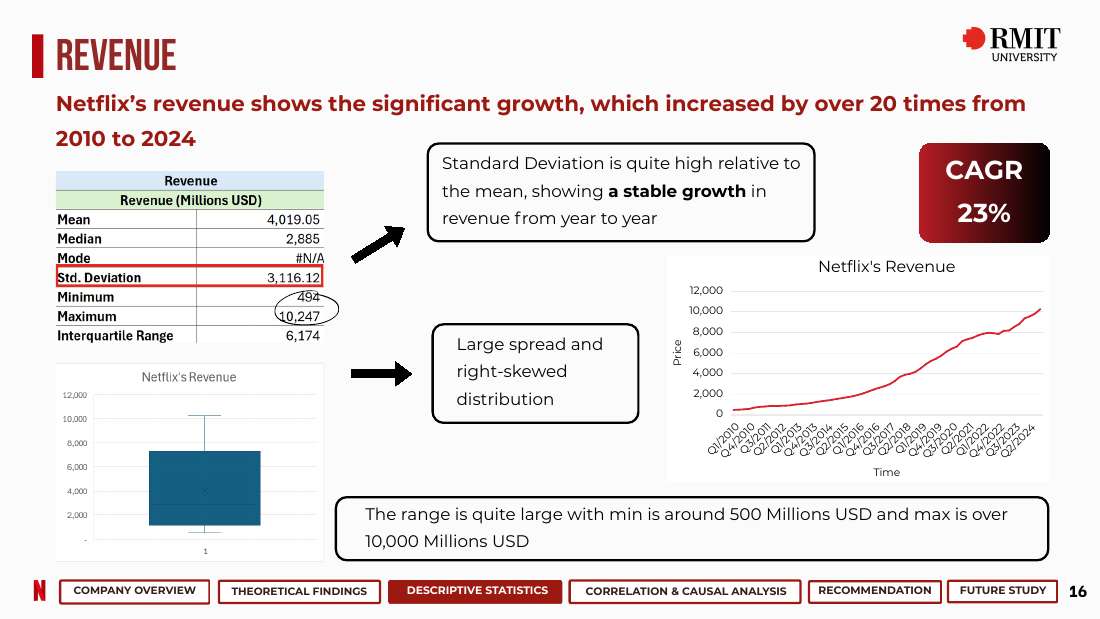 REVENUE
RMIT
UNIVERSITY
Netflix's revenue shows the significant growth, which increased by over 20 times from
2010 to 2024
Revenue
Revenue (Millions USD)
Mean 4,019.05
Median 2,885
Mode #N/A
Std. Deviation 3,116.12
Minimum 494
Maximum 10,247
Interquartile Range 6,174
Standard Deviation is quite high relative to
the mean, showing a stable growth in
revenue from year to year
CAGR
23%
Large spread and
right-skewed
distribution
Netflix's Revenue
12,000
10,000
8,000
6,000
4,000
2,000
0
Price
Q1/2010
Q4/2010
Q3/2011
Q2/2012
Q1/2013
Q4/2013
Q3/2014
Q2/2015
Q1/2016
Q4/2016
Q3/2017
Q2/2018
Q1/2019
Q4/2019
Q3/2020
Q2/2021
Q1/2022
Q4/2022
Q3/2023
Q2/2024
Time
Netflix's Revenue
12,000
10,000
8,000
6,000
4,000
2,000
-
1
The range is quite large with min is around 500 Millions USD and max is over
10,000 Millions USD
N
COMPANY OVERVIEW
THEORETICAL FINDINGS
DESCRIPTIVE STATISTICS
CORRELATION & CAUSAL ANALYSIS
RECOMMENDATION
FUTURE STUDY
16